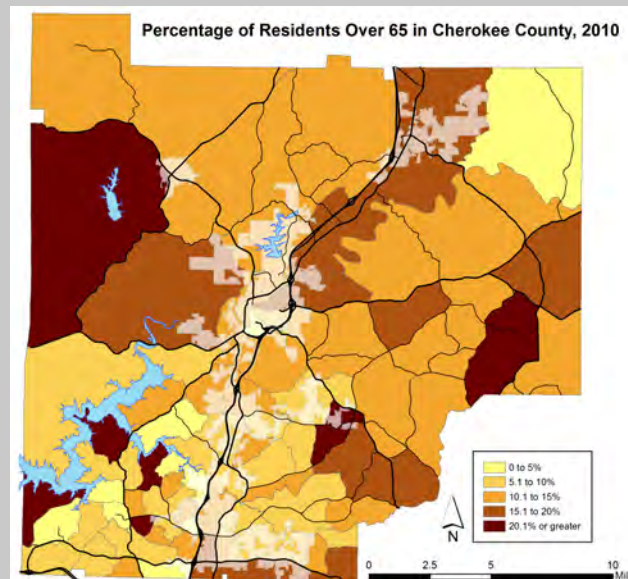 Percentage of Residents Over 65 in Cherokee County, 2010
0 to 5%
5.1 to 10%
10.1 to 15%
15.1 to 20%
20.1% or greater
N
0 2.5 5 10
Mil